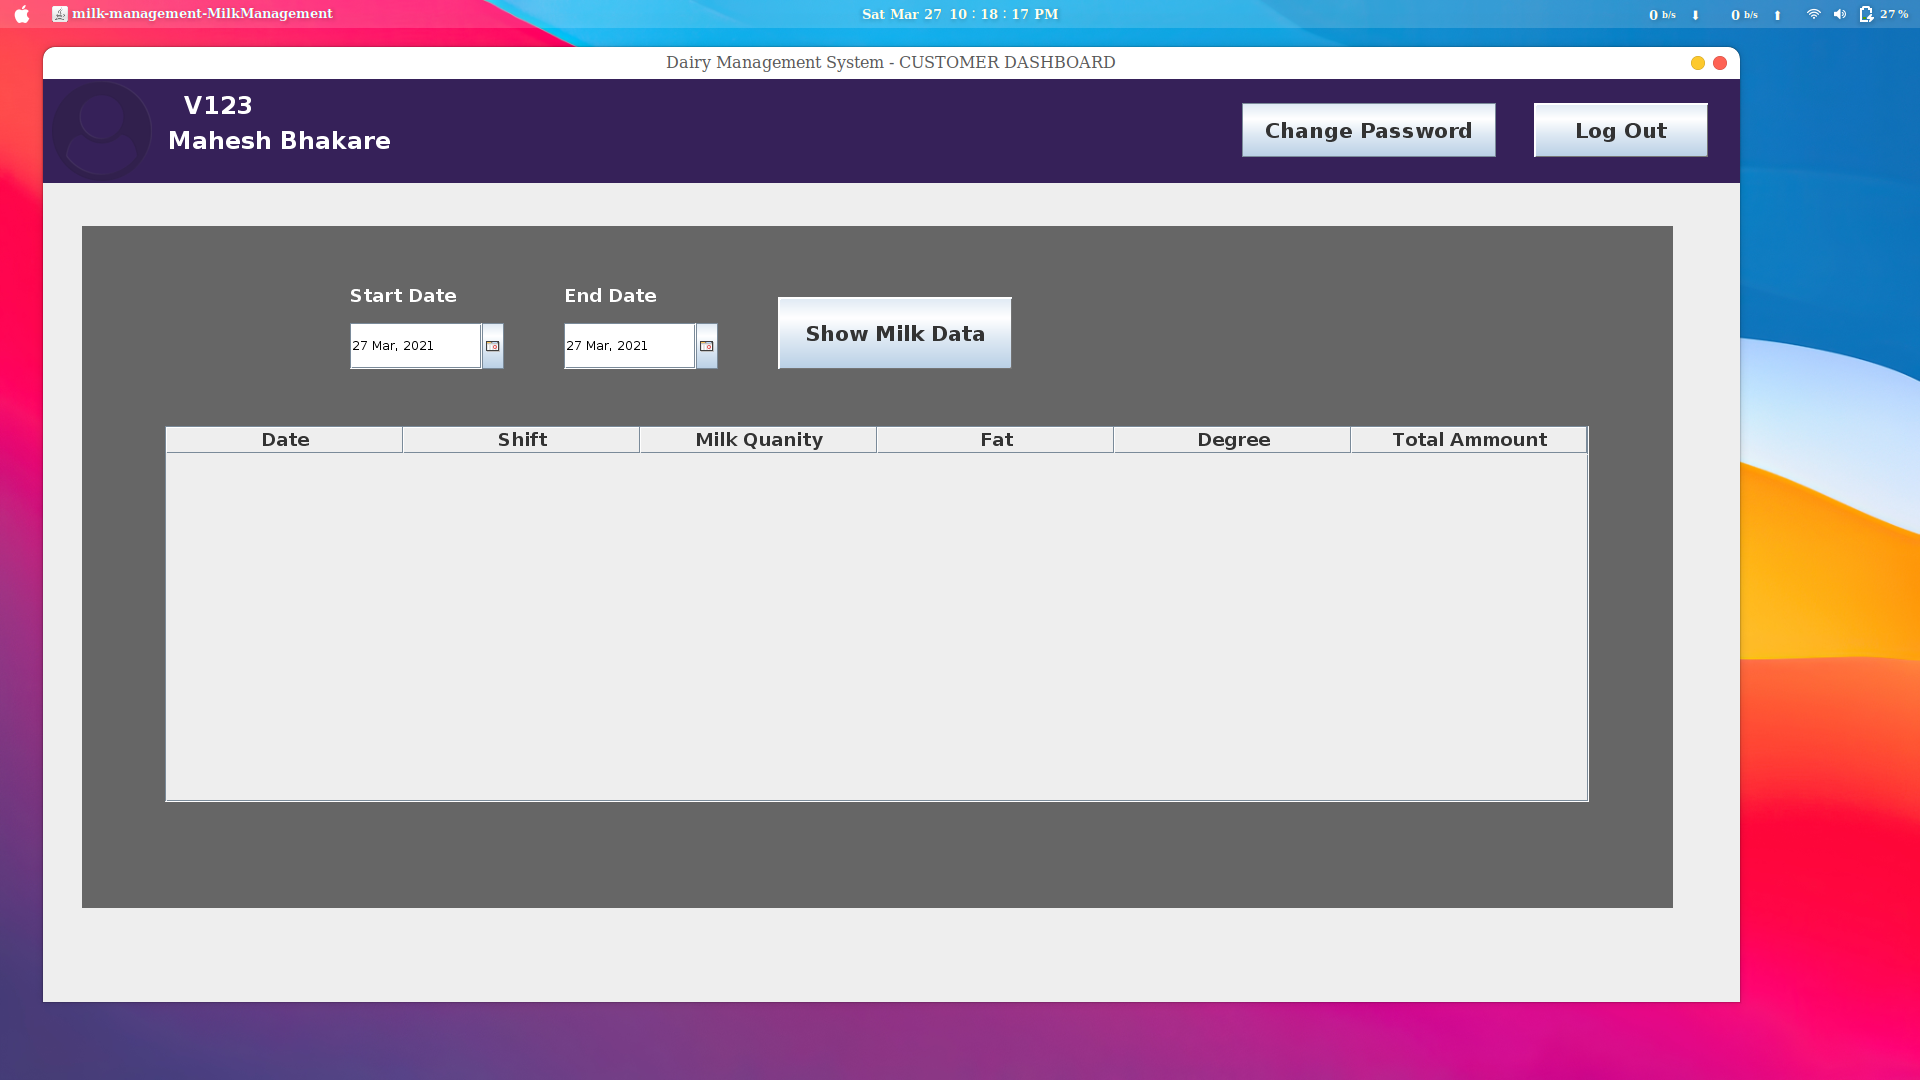 milk-management-MilkManagement
Sat Mar 27 10 : 18 : 17 PM
0 b/s ⬇ 0 b/s ⬆ 27 %
Dairy Management System - CUSTOMER DASHBOARD
V123
Mahesh Bhakare
Change Password
Log Out
Start Date
End Date
27 Mar, 2021
27 Mar, 2021
Show Milk Data
Date Shift Milk Quanity Fat Degree Total Ammount